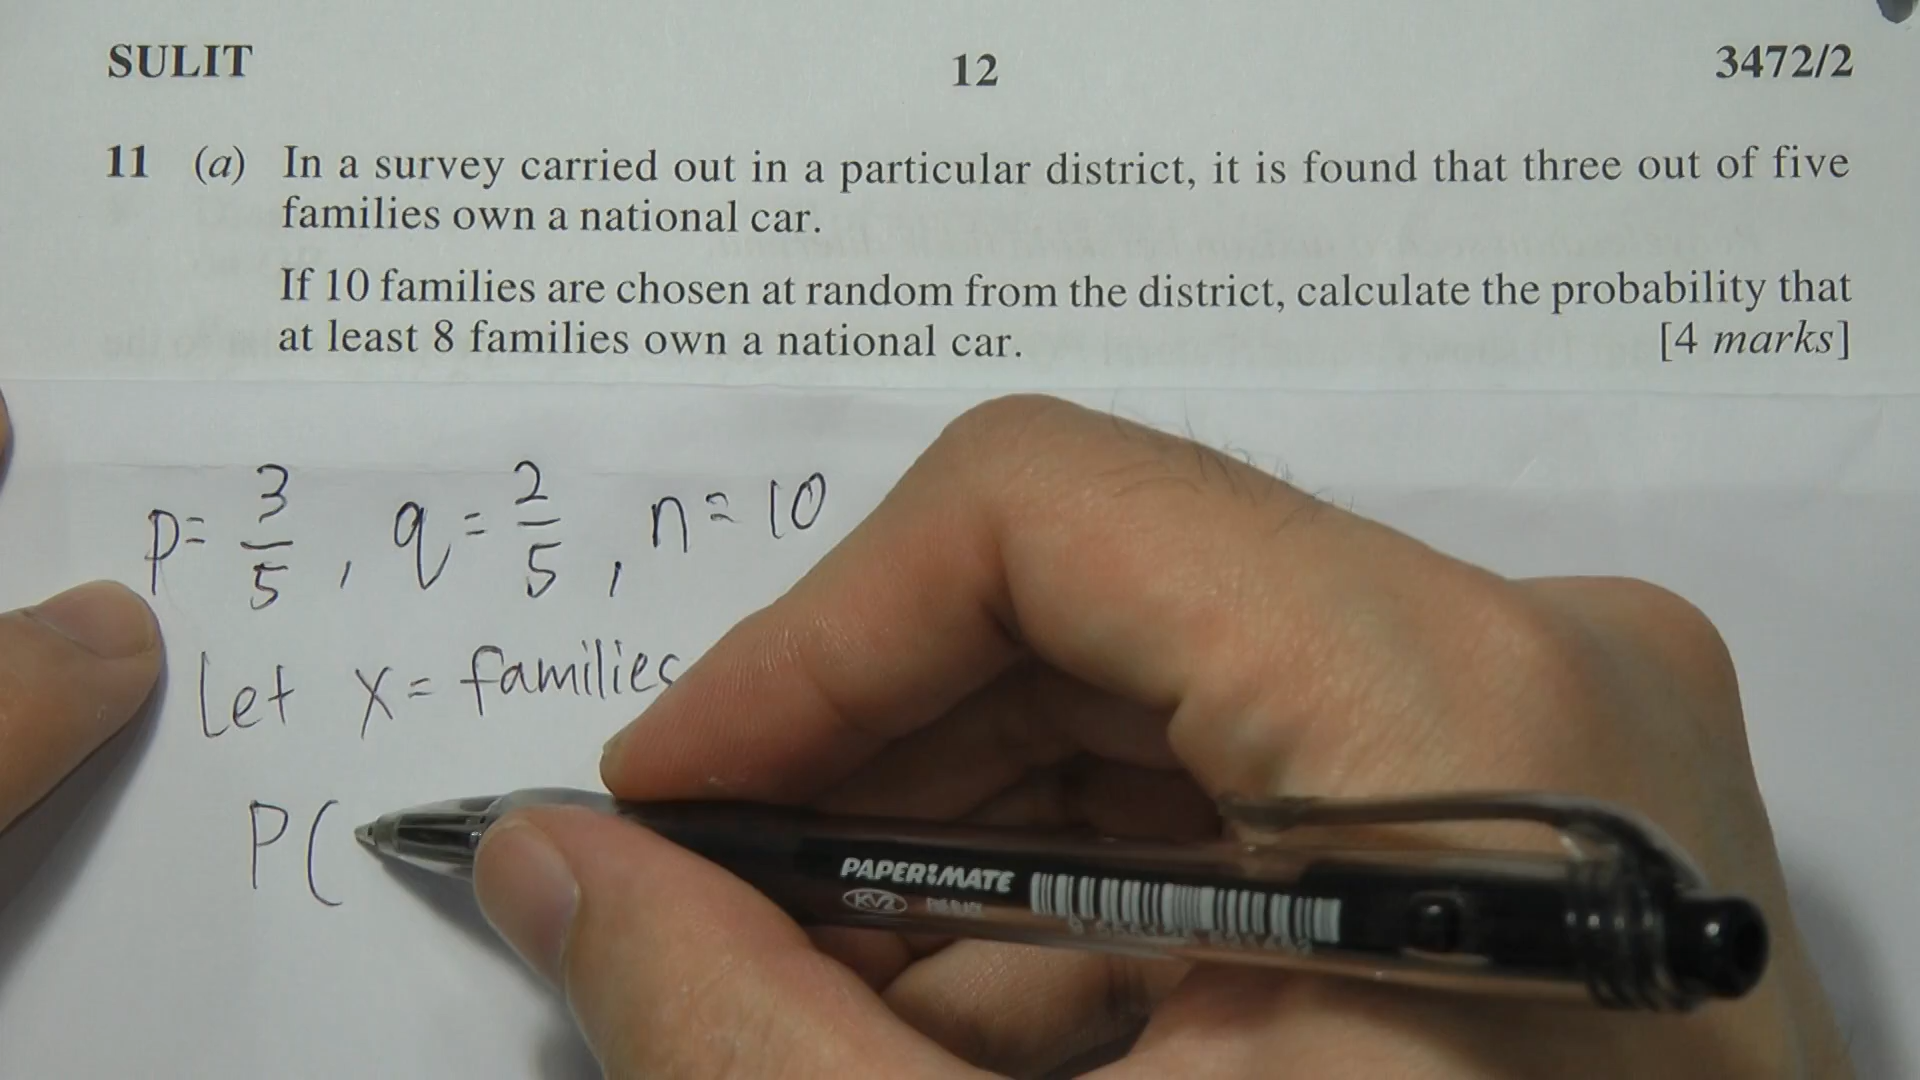 SULIT 12 3472/2
11 (a) In a survey carried out in a particular district, it is found that three out of five
families own a national car.
If 10 families are chosen at random from the district, calculate the probability that
at least 8 families own a national car. [4 marks]
p = 3/5 , q = 2/5 , n = 10
Let X = families
P(
PAPER:MATE
KV2